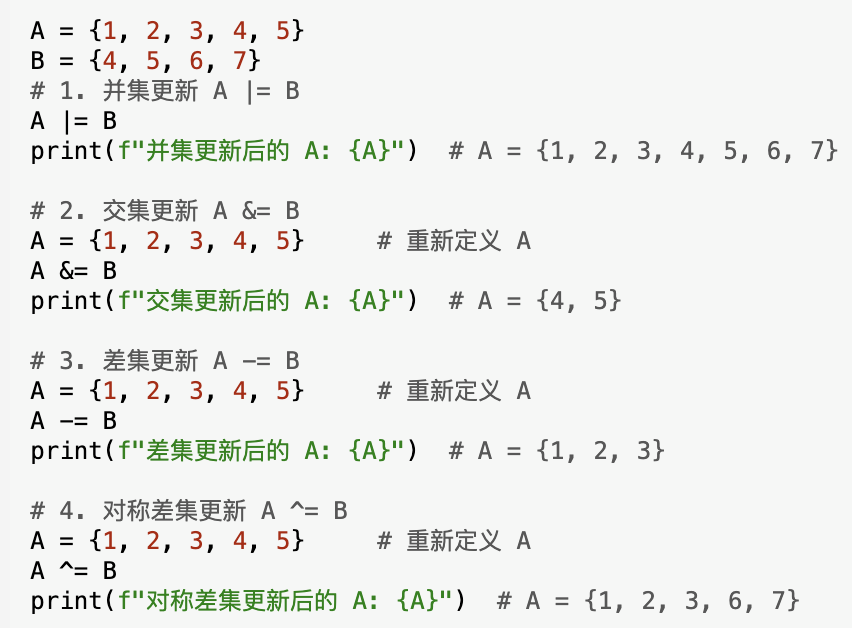 A = {1, 2, 3, 4, 5}
B = {4, 5, 6, 7}
# 1. 并集更新 A |= B
A |= B
print(f"并集更新后的 A: {A}")  # A = {1, 2, 3, 4, 5, 6, 7}
# 2. 交集更新 A &= B
A = {1, 2, 3, 4, 5}     # 重新定义 A
A &= B
print(f"交集更新后的 A: {A}")  # A = {4, 5}
# 3. 差集更新 A -= B
A = {1, 2, 3, 4, 5}     # 重新定义 A
A -= B
print(f"差集更新后的 A: {A}")  # A = {1, 2, 3}
# 4. 对称差集更新 A ^= B
A = {1, 2, 3, 4, 5}     # 重新定义 A
A ^= B
print(f"对称差集更新后的 A: {A}")  # A = {1, 2, 3, 6, 7}